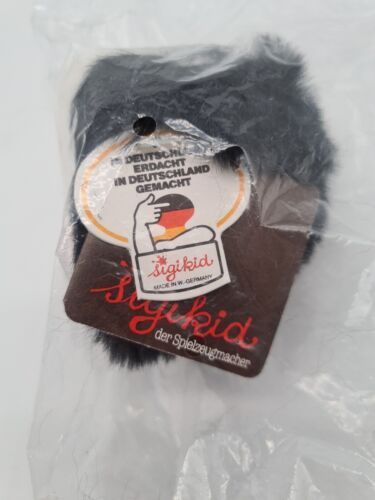 IN DEUTSCHL
ERDACHT
IN DEUTSCHLAND
GEMACHT
sigikid
MADE IN W.-GERMANY
sigikid
der Spielzeugmacher